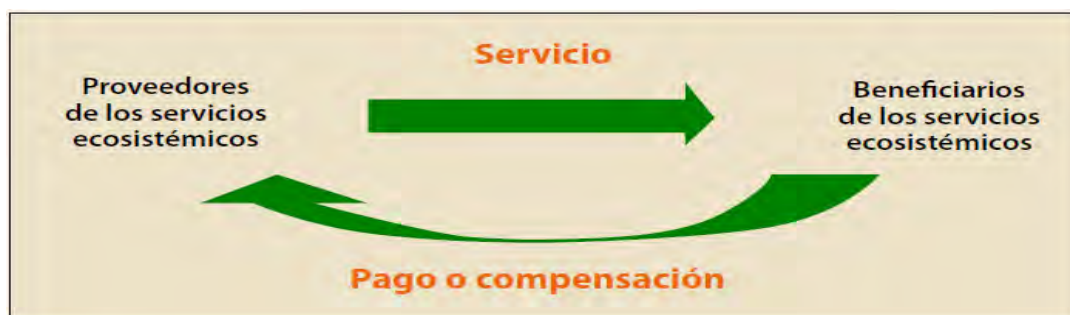 Servicio
Proveedores
de los servicios
ecosistémicos
Beneficiarios
de los servicios
ecosistémicos
Pago o compensación